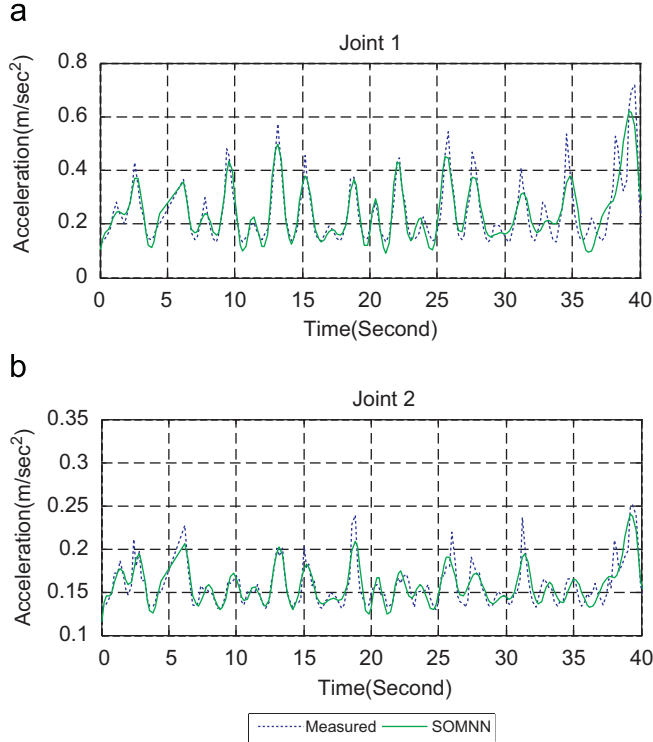 a
Joint 1
Acceleration(m/sec²)
0.8
0.6
0.4
0.2
0
0 5 10 15 20 25 30 35 40
Time(Second)
b
Joint 2
Acceleration(m/sec²)
0.35
0.3
0.25
0.2
0.15
0.1
0 5 10 15 20 25 30 35 40
Time(Second)
Measured SOMNN